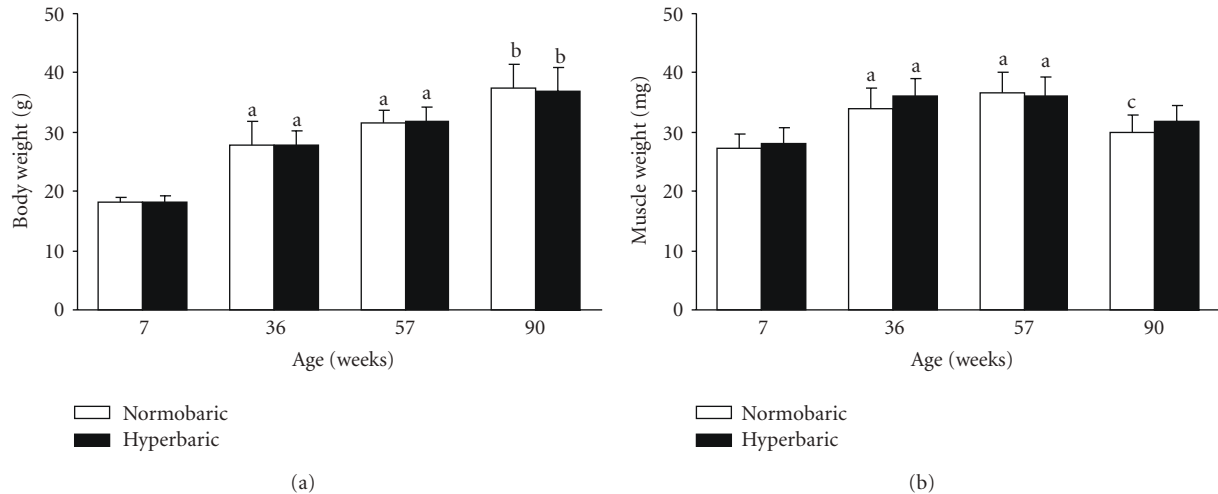 50
40
30
20
10
0
Body weight (g)
a a
a a
b b
7 36 57 90
Age (weeks)
Normobaric
Hyperbaric
(a)
50
40
30
20
10
0
Muscle weight (mg)
a a
a a
c
7 36 57 90
Age (weeks)
Normobaric
Hyperbaric
(b)